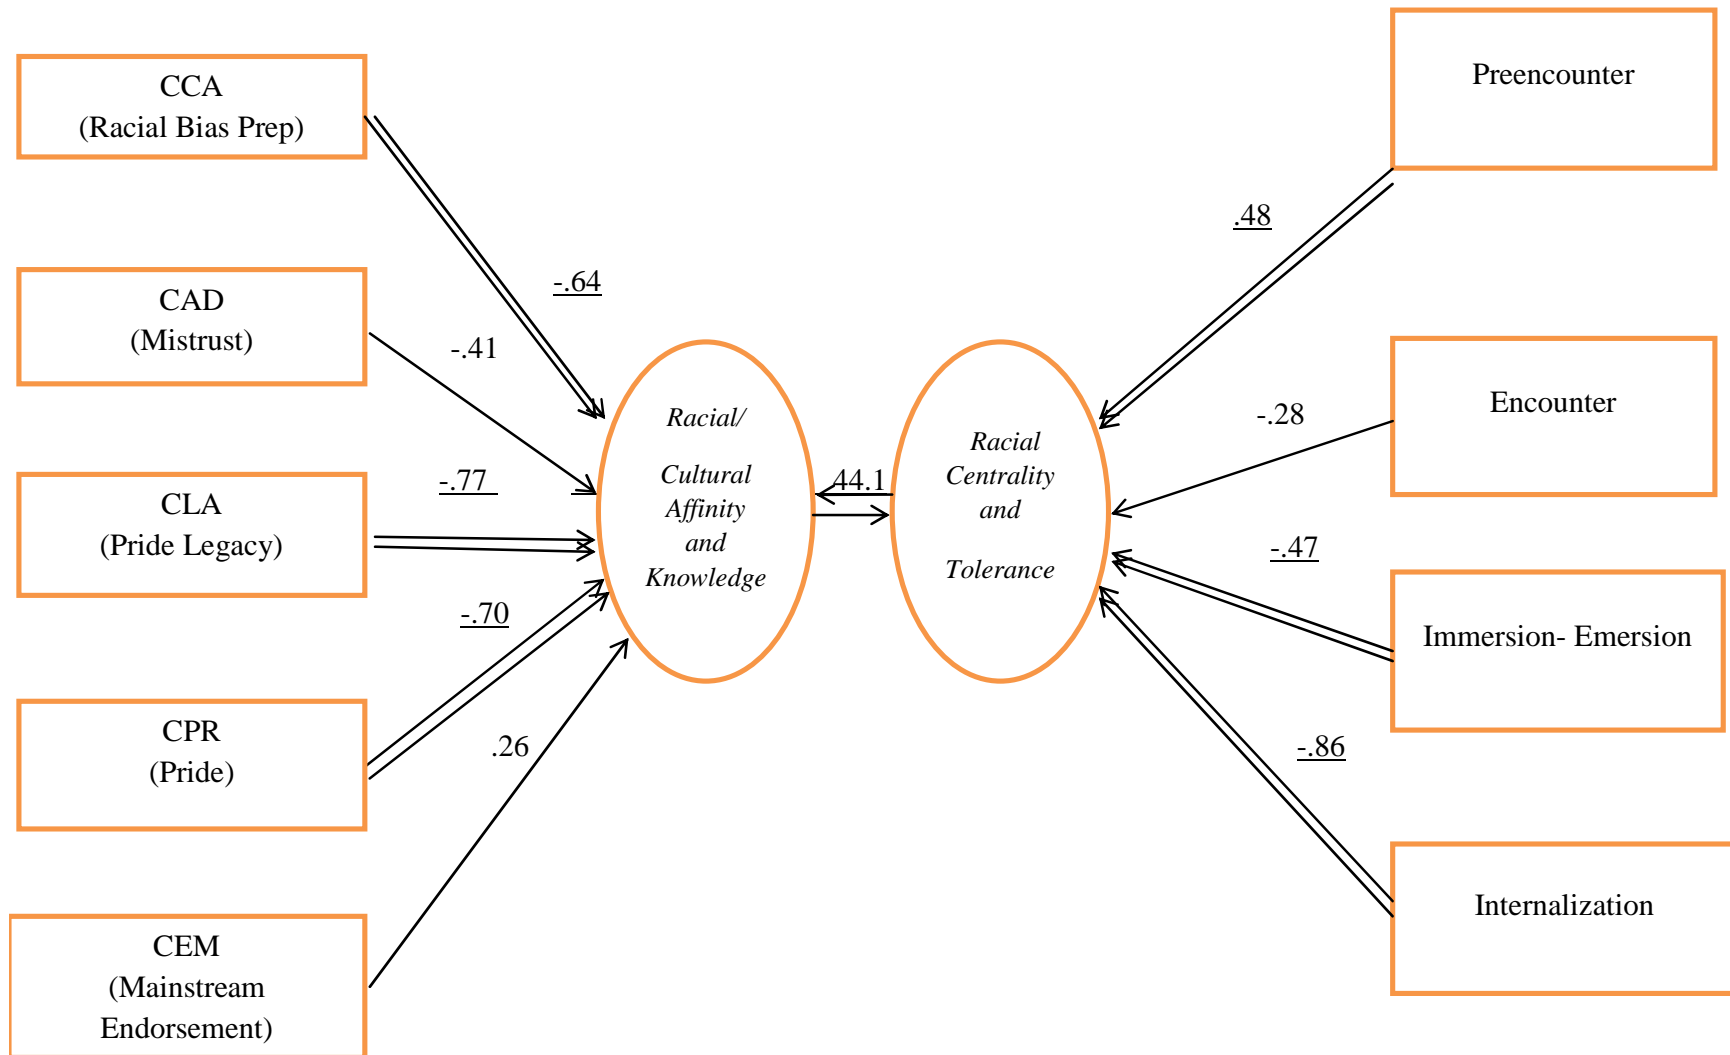 CCA
(Racial Bias Prep)
-.64
CAD
(Mistrust)
-.41
CLA
(Pride Legacy)
-.77
CPR
(Pride)
-.70
CEM
(Mainstream
Endorsement)
.26
Racial/
Cultural
Affinity
and
Knowledge
44.1
Racial
Centrality
and
Tolerance
Preencounter
.48
Encounter
-.28
Immersion- Emersion
-.47
Internalization
-.86